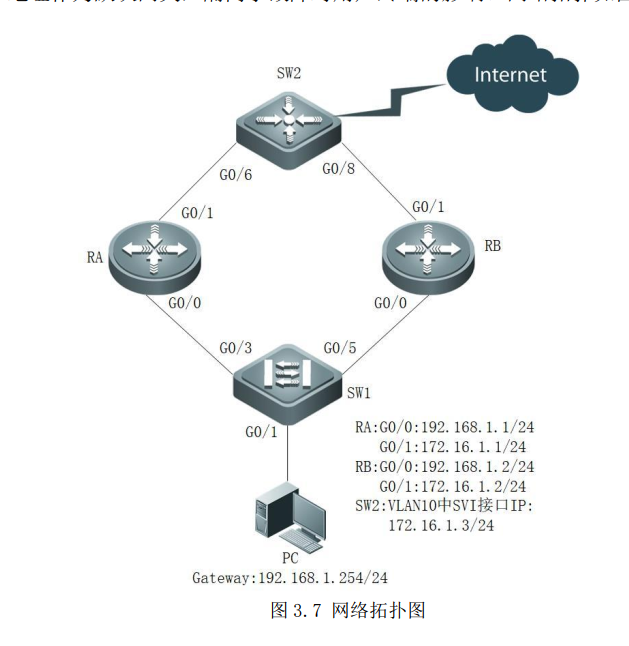 SW2
Internet
G0/6
G0/8
G0/1
G0/1
RA
RB
G0/0
G0/0
G0/3
G0/5
SW1
G0/1
RA:G0/0:192.168.1.1/24
G0/1:172.16.1.1/24
RB:G0/0:192.168.1.2/24
G0/1:172.16.1.2/24
SW2:VLAN10中SVI接口IP:
172.16.1.3/24
PC
Gateway:192.168.1.254/24
图 3.7 网络拓扑图